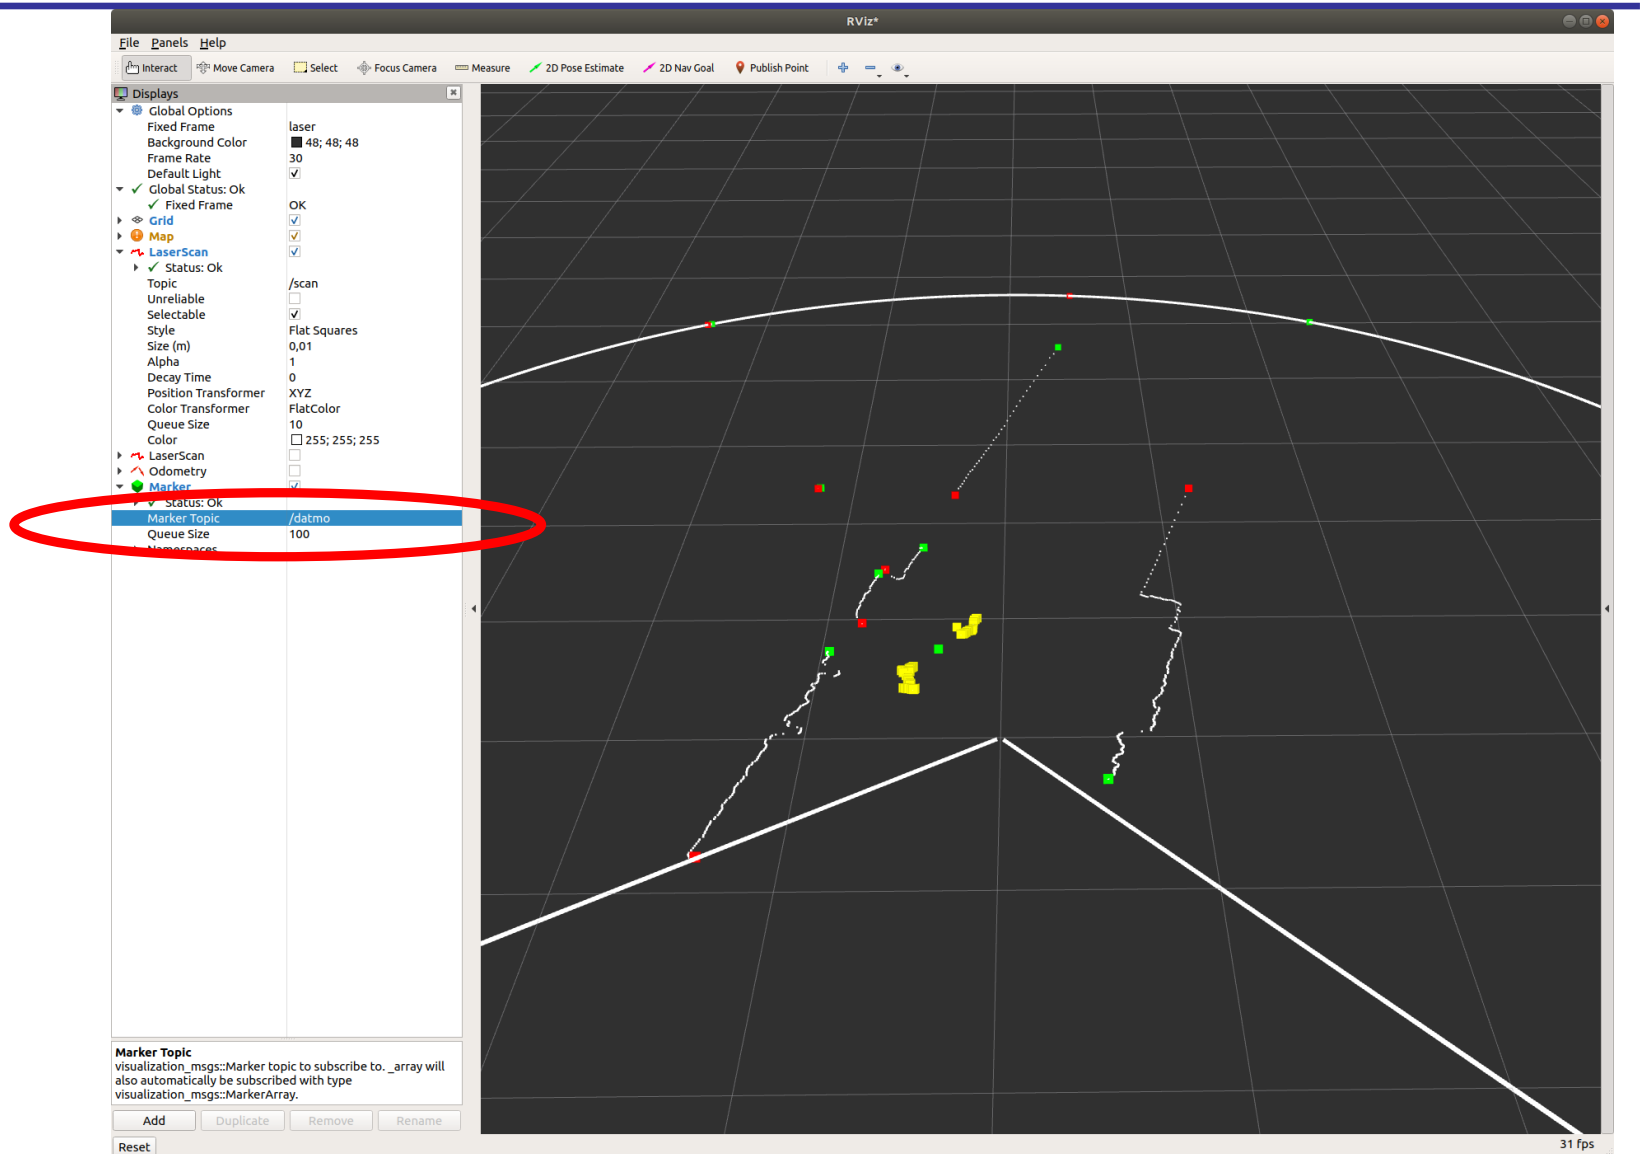 RViz*
File Panels Help
Interact Move Camera Select Focus Camera Measure 2D Pose Estimate 2D Nav Goal Publish Point
Displays
Global Options
Fixed Frame laser
Background Color 48; 48; 48
Frame Rate 30
Default Light
Global Status: Ok
Fixed Frame OK
Grid
Map
LaserScan
Status: Ok
Topic /scan
Unreliable
Selectable
Style Flat Squares
Size (m) 0,01
Alpha 1
Decay Time 0
Position Transformer XYZ
Color Transformer FlatColor
Queue Size 10
Color 255; 255; 255
LaserScan
Odometry
Marker
Status: Ok
Marker Topic /datmo
Queue Size 100
Namespaces
Marker Topic
visualization_msgs::Marker topic to subscribe to. _array will
also automatically be subscribed with type
visualization_msgs::MarkerArray.
Add Duplicate Remove Rename
Reset
31 fps